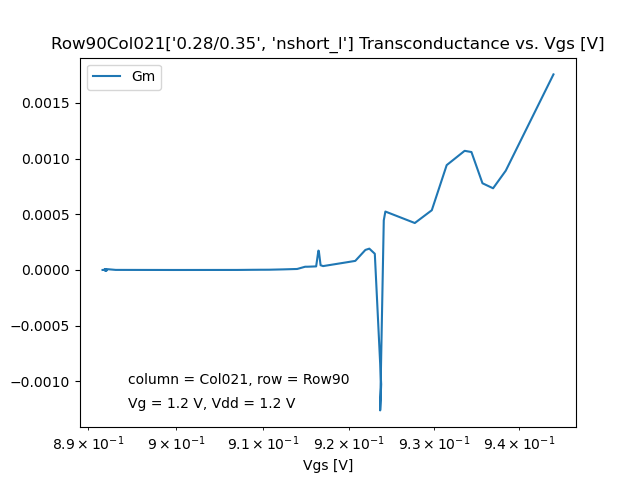 Row90Col021['0.28/0.35', 'nshort_l'] Transconductance vs. Vgs [V]
Gm
0.0015
0.0010
0.0005
0.0000
−0.0005
−0.0010
column = Col021, row = Row90
Vg = 1.2 V, Vdd = 1.2 V
8.9 × 10⁻¹ 9 × 10⁻¹ 9.1 × 10⁻¹ 9.2 × 10⁻¹ 9.3 × 10⁻¹ 9.4 × 10⁻¹
Vgs [V]